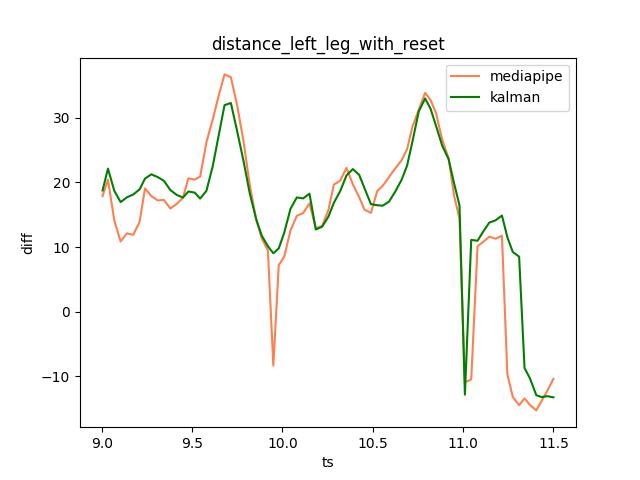 distance_left_leg_with_reset
mediapipe
kalman
diff
30
20
10
0
−10
9.0 9.5 10.0 10.5 11.0 11.5
ts